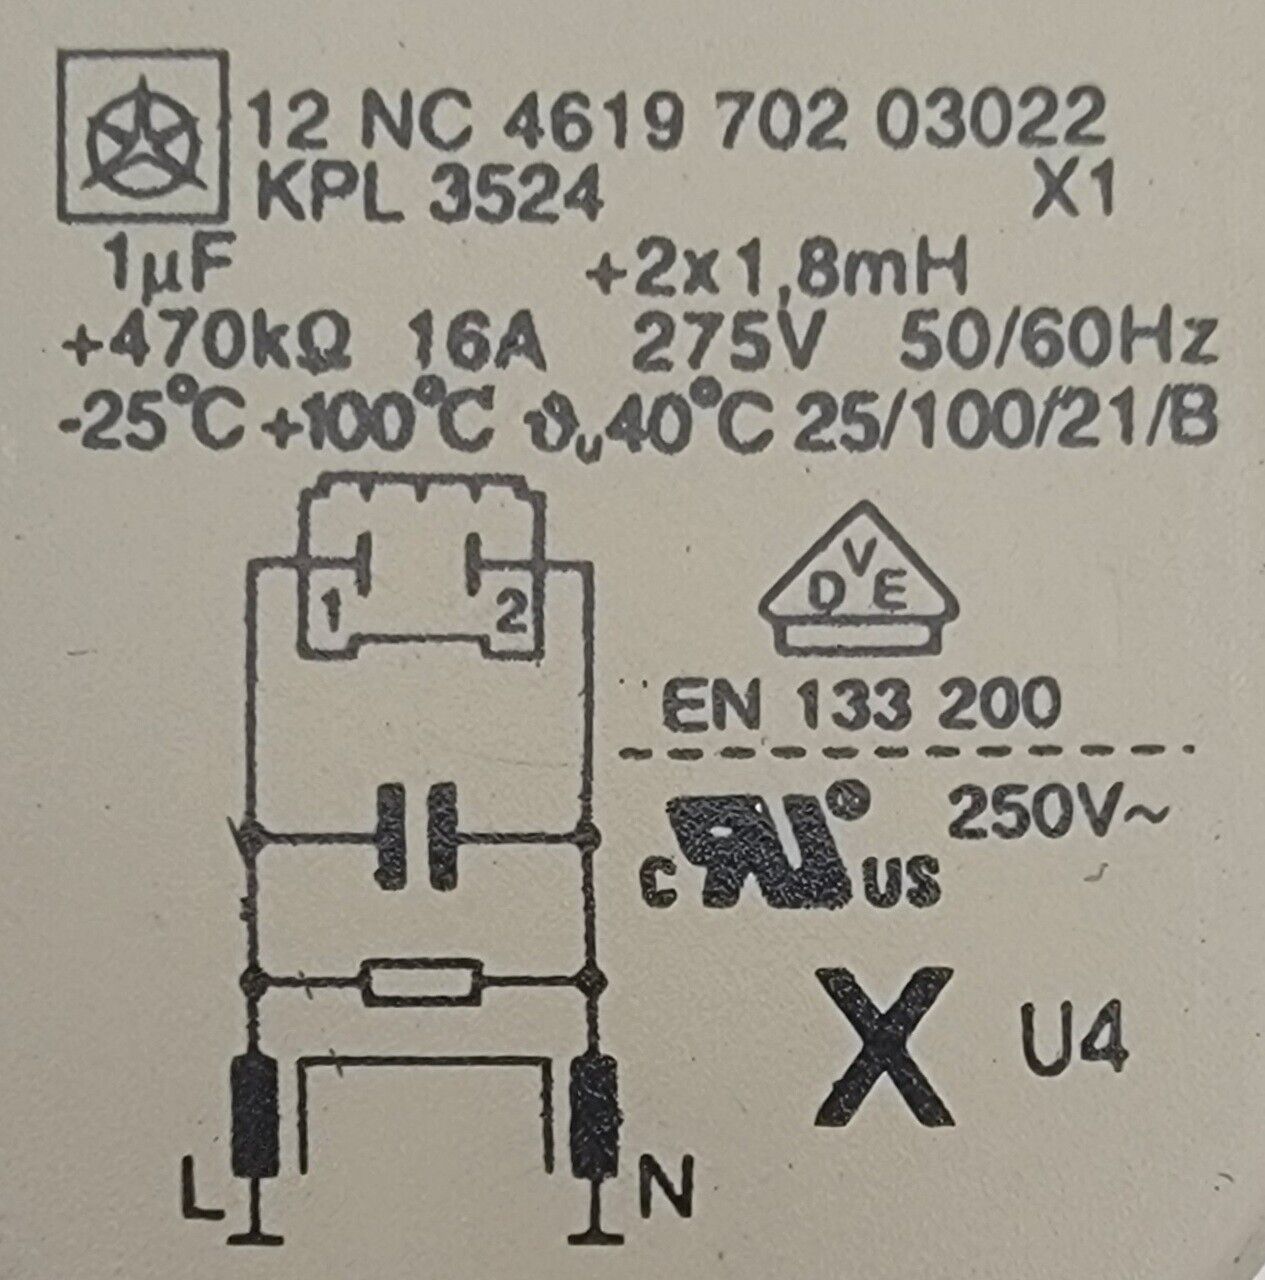 12 NC 4619 702 03022
KPL 3524 X1
1µF +2x1,8mH
+470kΩ 16A 275V 50/60Hz
-25°C +100°C ϑu40°C 25/100/21/B
1 2
DVE
EN 133 200
c RU ® US 250V~
X U4
L N